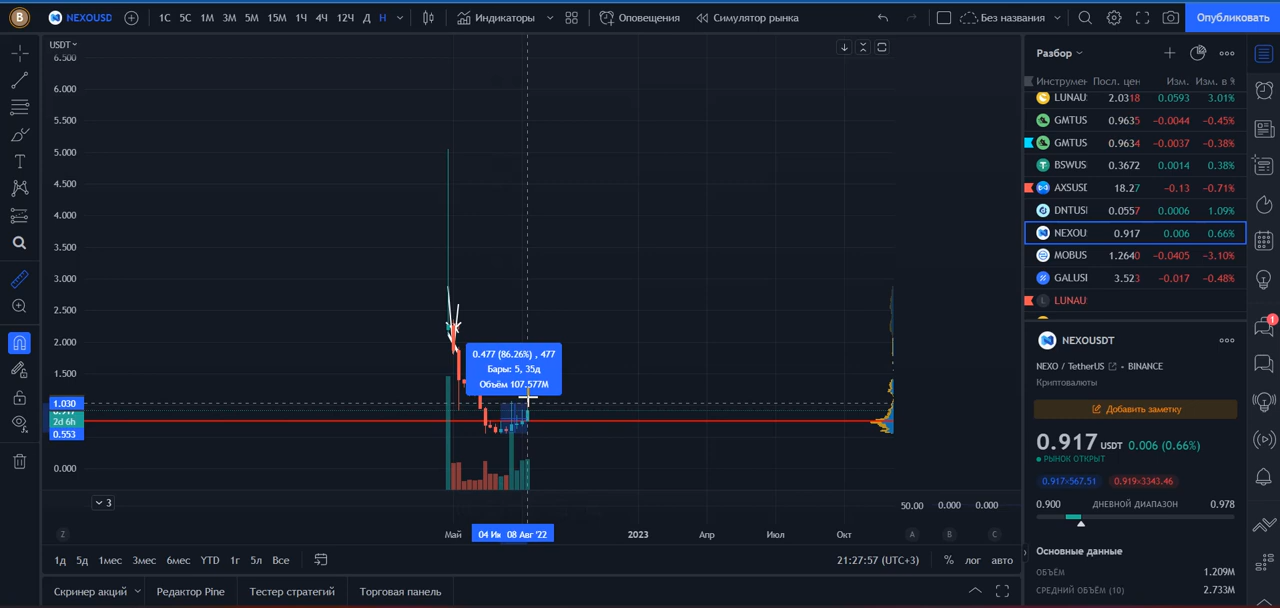 B NEXOUSD 1С 5С 1М 3М 5М 15М 1Ч 4Ч 12Ч Д Н Индикаторы Оповещения Симулятор рынка Без названия Опубликовать
USDT
6.500
6.000
5.500
5.000
4.500
4.000
3.500
3.000
2.500
2.000
1.500
1.030
2d 6h
0.553
0.000
0.477 (86.26%) , 477
Бары: 5, 35д
Объём 107.577M
3
50.00 0.000 0.000
Z Май 04 Ию 08 Авг '22 2023 Апр Июл Окт A B C
1д 5д 1мес 3мес 6мес YTD 1г 5л Все 21:27:57 (UTC+3) % лог авто
Скринер акций Редактор Pine Тестер стратегий Торговая панель
Разбор
Инструмен Посл. цен Изм. Изм. в %
LUNAU 2.0318 0.0593 3.01%
GMTUS 0.9635 −0.0044 −0.45%
GMTUS 0.9634 −0.0037 −0.38%
BSWUS 0.3672 0.0014 0.38%
AXSUSD 18.27 −0.13 −0.71%
DNTUS 0.0557 0.0006 1.09%
NEXOU 0.917 0.006 0.66%
MOBUS 1.2640 −0.0405 −3.10%
GALUSI 3.523 −0.017 −0.48%
L LUNAU
1
NEXOUSDT
NEXO / TetherUS • BINANCE
Криптовалюты
Добавить заметку
0.917 USDT 0.006 (0.66%)
РЫНОК ОТКРЫТ
0.917×567.51 0.919×3343.46
0.900 ДНЕВНОЙ ДИАПАЗОН 0.978
Основные данные
ОБЪЁМ 1.209M
СРЕДНИЙ ОБЪЁМ (10) 2.733M